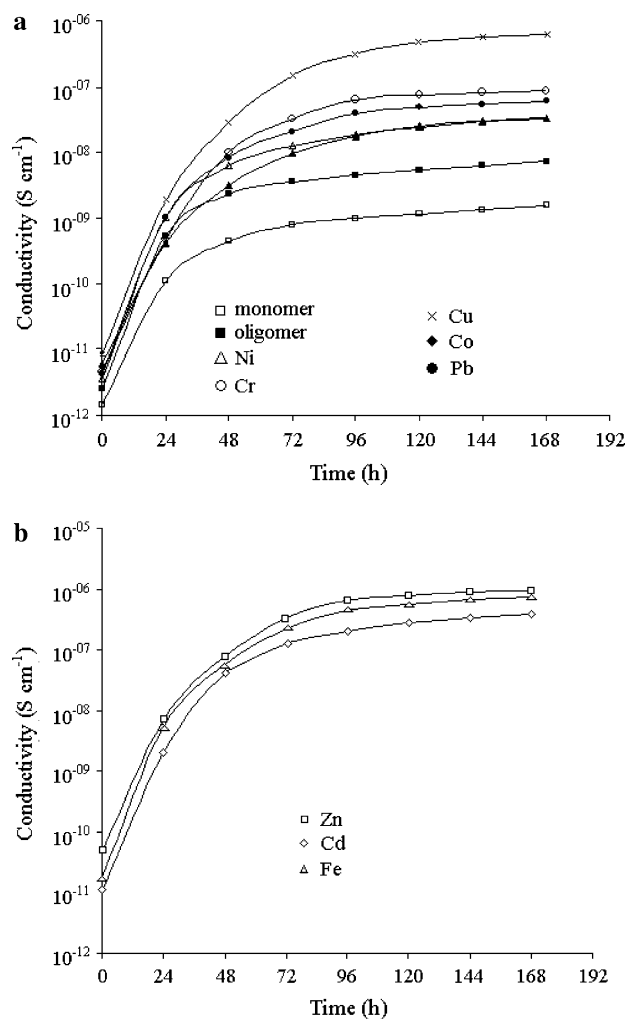 a
10-06
10-07
10-08
10-09
10-10
10-11
10-12
Conductivity (S cm-1)
monomer
oligomer
Ni
Cr
Cu
Co
Pb
0 24 48 72 96 120 144 168 192
Time (h)
b
10-05
10-06
10-07
10-08
10-09
10-10
10-11
10-12
Conductivity (S cm-1)
Zn
Cd
Fe
0 24 48 72 96 120 144 168 192
Time (h)